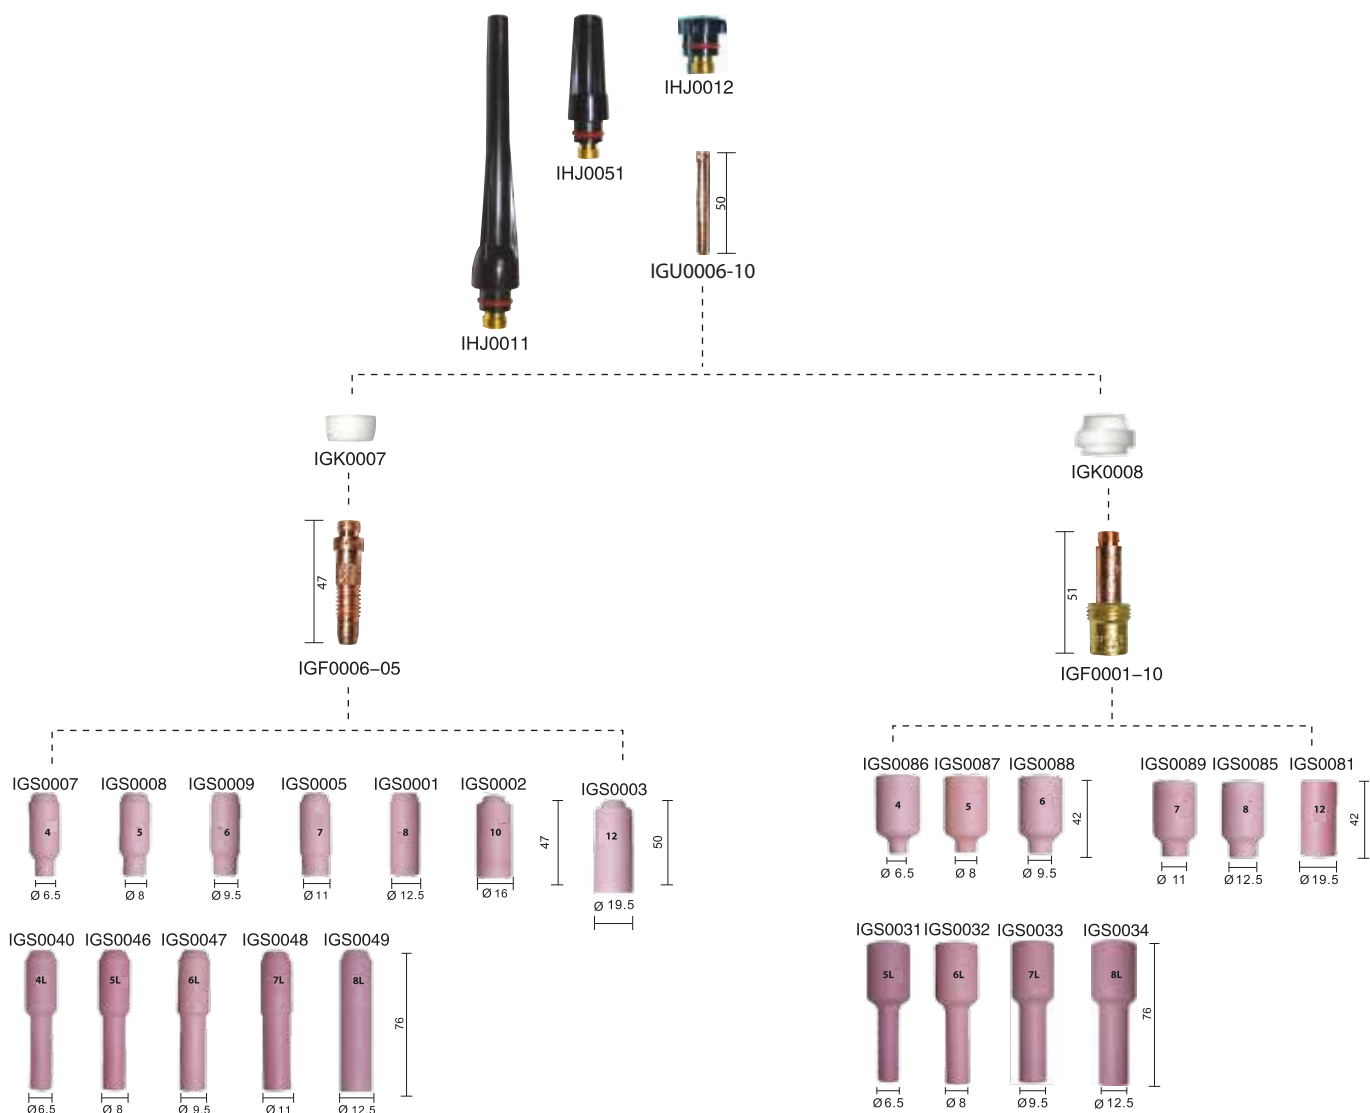 IHJ0012
IHJ0051
50
IGU0006-10
IHJ0011
IGK0007
IGK0008
47
51
IGF0006–05
IGF0001–10
IGS0007 IGS0008 IGS0009 IGS0005 IGS0001 IGS0002 IGS0003
4 5 6 7 8 10 12
47 50
Ø 6.5 Ø 8 Ø 9.5 Ø 11 Ø 12.5 Ø 16 Ø 19.5
IGS0040 IGS0046 IGS0047 IGS0048 IGS0049
4L 5L 6L 7L 8L
76
Ø 6.5 Ø 8 Ø 9.5 Ø 11 Ø 12.5
IGS0086 IGS0087 IGS0088 IGS0089 IGS0085 IGS0081
4 5 6 7 8 12
42 42
Ø 6.5 Ø 8 Ø 9.5 Ø 11 Ø 12.5 Ø 19.5
IGS0031 IGS0032 IGS0033 IGS0034
5L 6L 7L 8L
76
Ø 6.5 Ø 8 Ø 9.5 Ø 12.5